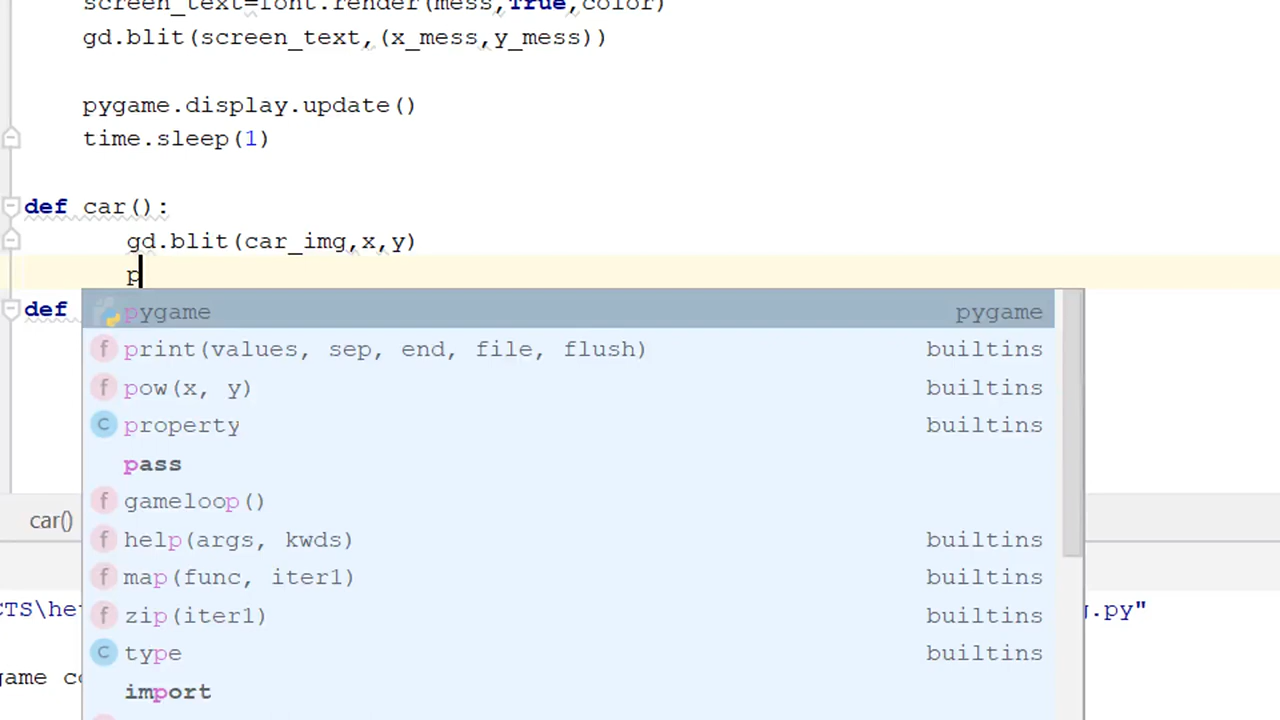 screen_text=font.render(mess,True,color)
gd.blit(screen_text,(x_mess,y_mess))
pygame.display.update()
time.sleep(1)
def car():
gd.blit(car_img,x,y)
p
def
pygame pygame
print(values, sep, end, file, flush) builtins
pow(x, y) builtins
property builtins
pass
gameloop()
help(args, kwds) builtins
map(func, iter1) builtins
zip(iter1) builtins
type builtins
import
car()
CTS\he g.py"
game co